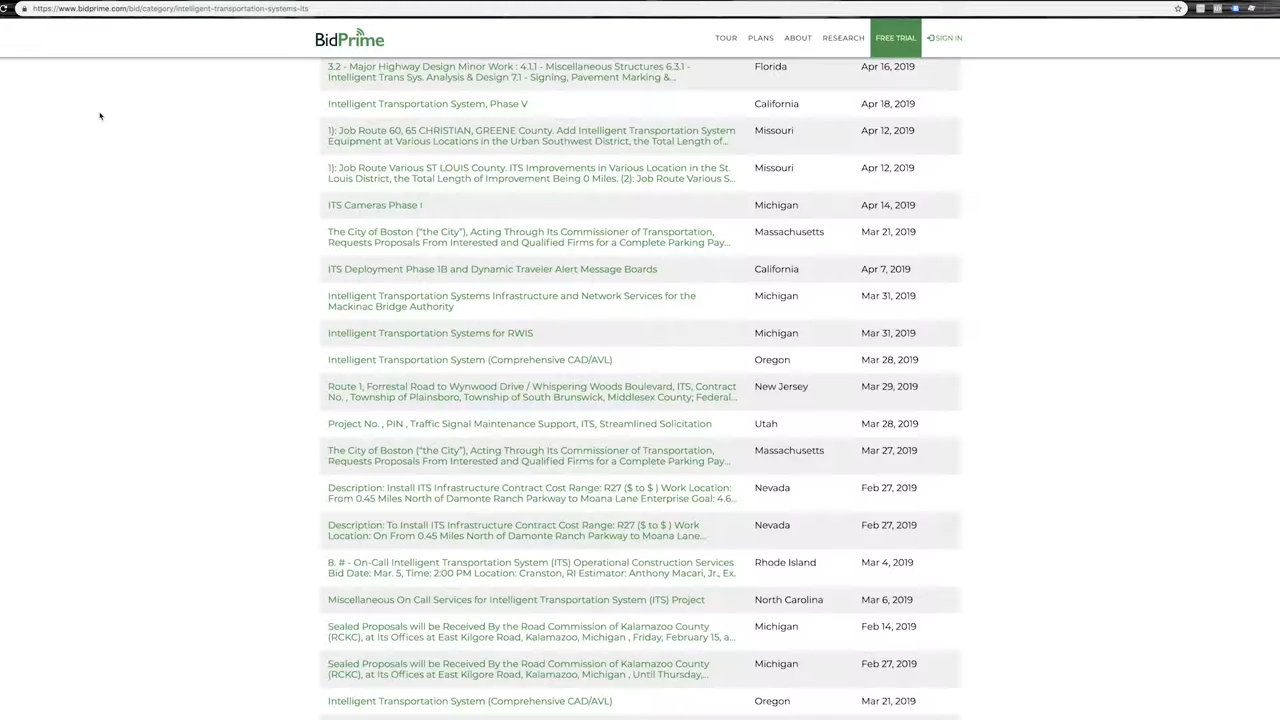 https://www.bidprime.com/bid/category/intelligent-transportation-systems-its
BidPrime
TOUR PLANS ABOUT RESEARCH FREE TRIAL SIGN IN
3.2 - Major Highway Design Minor Work : 4.1.1 - Miscellaneous Structures 6.3.1 - Florida Apr 16, 2019
Intelligent Trans Sys. Analysis & Design 7.1 - Signing, Pavement Marking &...
Intelligent Transportation System, Phase V California Apr 18, 2019
1): Job Route 60, 65 CHRISTIAN, GREENE County. Add Intelligent Transportation System Missouri Apr 12, 2019
Equipment at Various Locations in the Urban Southwest District, the Total Length of...
1): Job Route Various ST LOUIS County. ITS Improvements in Various Location in the St. Missouri Apr 12, 2019
Louis District, the Total Length of Improvement Being 0 Miles. (2): Job Route Various S...
ITS Cameras Phase I Michigan Apr 14, 2019
The City of Boston (“the City”), Acting Through Its Commissioner of Transportation, Massachusetts Mar 21, 2019
Requests Proposals From Interested and Qualified Firms for a Complete Parking Pay...
ITS Deployment Phase 1B and Dynamic Traveler Alert Message Boards California Apr 7, 2019
Intelligent Transportation Systems Infrastructure and Network Services for the Michigan Mar 31, 2019
Mackinac Bridge Authority
Intelligent Transportation Systems for RWIS Michigan Mar 31, 2019
Intelligent Transportation System (Comprehensive CAD/AVL) Oregon Mar 28, 2019
Route 1, Forrestal Road to Wynwood Drive / Whispering Woods Boulevard, ITS, Contract New Jersey Mar 29, 2019
No. , Township of Plainsboro, Township of South Brunswick, Middlesex County; Federal...
Project No. , PIN , Traffic Signal Maintenance Support, ITS, Streamlined Solicitation Utah Mar 28, 2019
The City of Boston (“the City”), Acting Through Its Commissioner of Transportation, Massachusetts Mar 27, 2019
Requests Proposals From Interested and Qualified Firms for a Complete Parking Pay...
Description: Install ITS Infrastructure Contract Cost Range: R27 ($ to $ ) Work Location: Nevada Feb 27, 2019
From 0.45 Miles North of Damonte Ranch Parkway to Moana Lane Enterprise Goal: 4.6...
Description: To Install ITS Infrastructure Contract Cost Range: R27 ($ to $ ) Work Nevada Feb 27, 2019
Location: On From 0.45 Miles North of Damonte Ranch Parkway to Moana Lane...
8. # - On-Call Intelligent Transportation System (ITS) Operational Construction Services Rhode Island Mar 4, 2019
Bid Date: Mar. 5, Time: 2:00 PM Location: Cranston, RI Estimator: Anthony Macari, Jr., Ex.
Miscellaneous On Call Services for Intelligent Transportation System (ITS) Project North Carolina Mar 6, 2019
Sealed Proposals will be Received By the Road Commission of Kalamazoo County Michigan Feb 14, 2019
(RCKC), at Its Offices at East Kilgore Road, Kalamazoo, Michigan , Friday, February 15, a...
Sealed Proposals will be Received By the Road Commission of Kalamazoo County Michigan Feb 27, 2019
(RCKC), at Its Offices at East Kilgore Road, Kalamazoo, Michigan , Until Thursday,...
Intelligent Transportation System (Comprehensive CAD/AVL) Oregon Mar 21, 2019